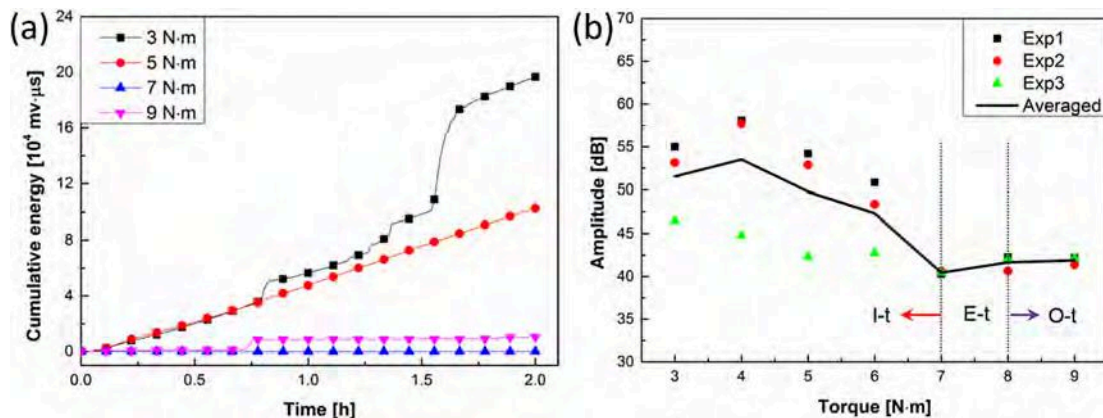 (a)
24
20
16
12
8
4
0
Cumulative energy [10⁴ mv·μs]
3 N·m
5 N·m
7 N·m
9 N·m
0.0 0.5 1.0 1.5 2.0
Time [h]
(b)
70
65
60
55
50
45
40
35
30
Amplitude [dB]
Exp1
Exp2
Exp3
Averaged
I-t E-t O-t
3 4 5 6 7 8 9
Torque [N·m]